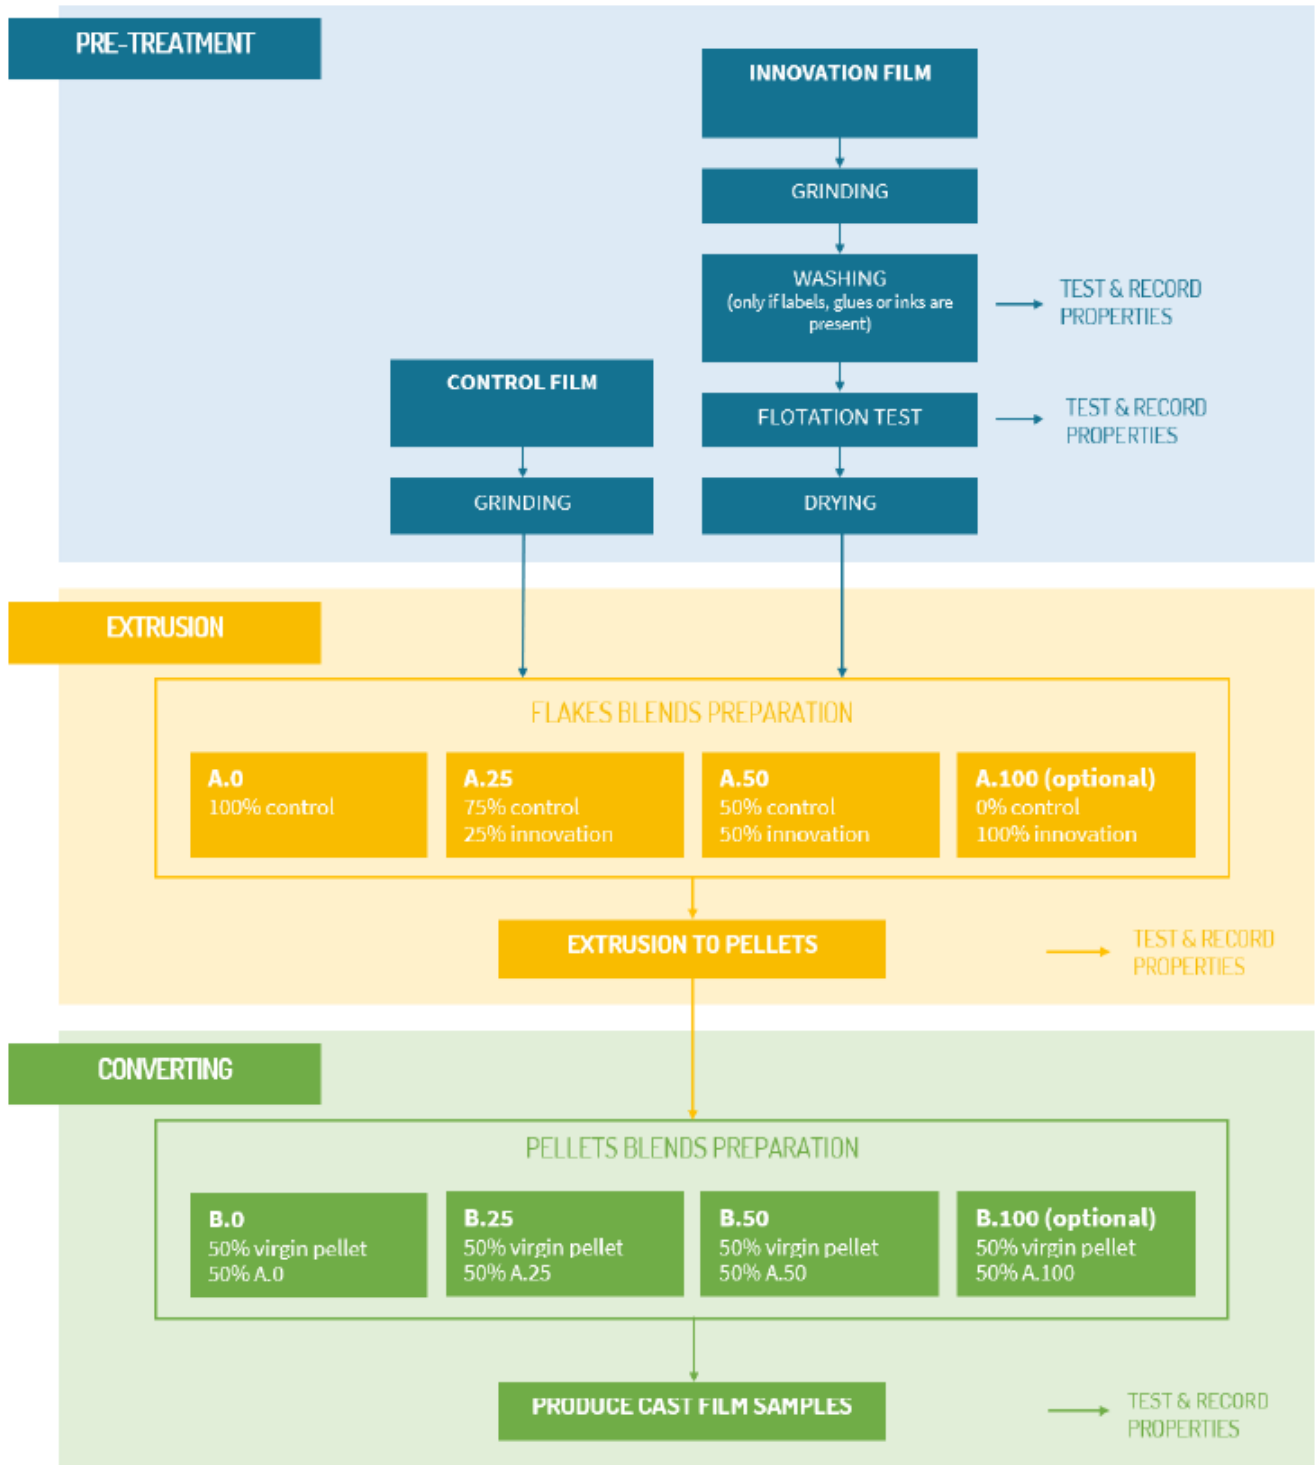 PRE-TREATMENT
INNOVATION FILM
GRINDING
WASHING
(only if labels, glues or inks are
present)
TEST & RECORD
PROPERTIES
CONTROL FILM
FLOTATION TEST
TEST & RECORD
PROPERTIES
GRINDING
DRYING
EXTRUSION
FLAKES BLENDS PREPARATION
A.0
100% control
A.25
75% control
25% innovation
A.50
50% control
50% innovation
A.100 (optional)
0% control
100% innovation
EXTRUSION TO PELLETS
TEST & RECORD
PROPERTIES
CONVERTING
PELLETS BLENDS PREPARATION
B.0
50% virgin pellet
50% A.0
B.25
50% virgin pellet
50% A.25
B.50
50% virgin pellet
50% A.50
B.100 (optional)
50% virgin pellet
50% A.100
PRODUCE CAST FILM SAMPLES
TEST & RECORD
PROPERTIES